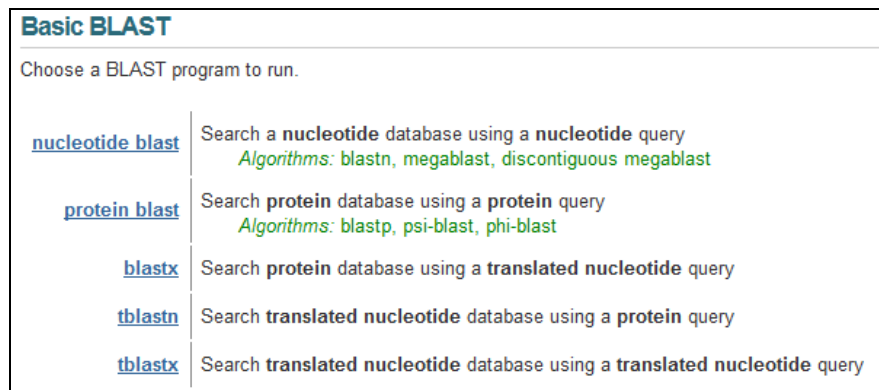 Basic BLAST
Choose a BLAST program to run.
nucleotide blast
Search a nucleotide database using a nucleotide query
Algorithms: blastn, megablast, discontiguous megablast
protein blast
Search protein database using a protein query
Algorithms: blastp, psi-blast, phi-blast
blastx
Search protein database using a translated nucleotide query
tblastn
Search translated nucleotide database using a protein query
tblastx
Search translated nucleotide database using a translated nucleotide query